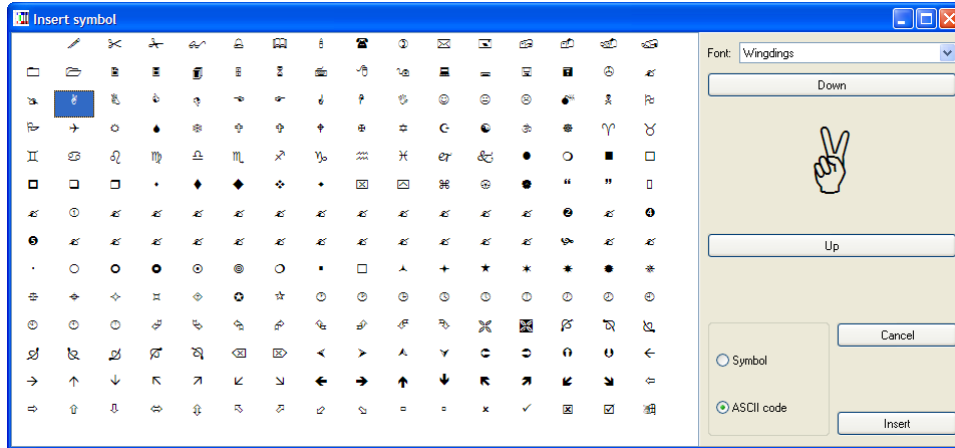 Insert symbol
Font: Wingdings
Down
Up
Symbol
ASCII code
Cancel
Insert